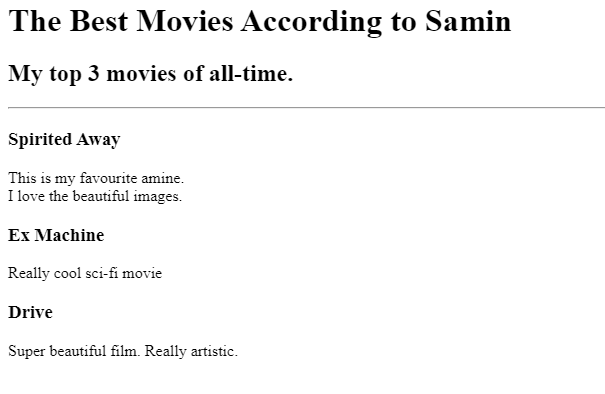 The Best Movies According to Samin
My top 3 movies of all-time.
Spirited Away
This is my favourite amine.
I love the beautiful images.
Ex Machine
Really cool sci-fi movie
Drive
Super beautiful film. Really artistic.